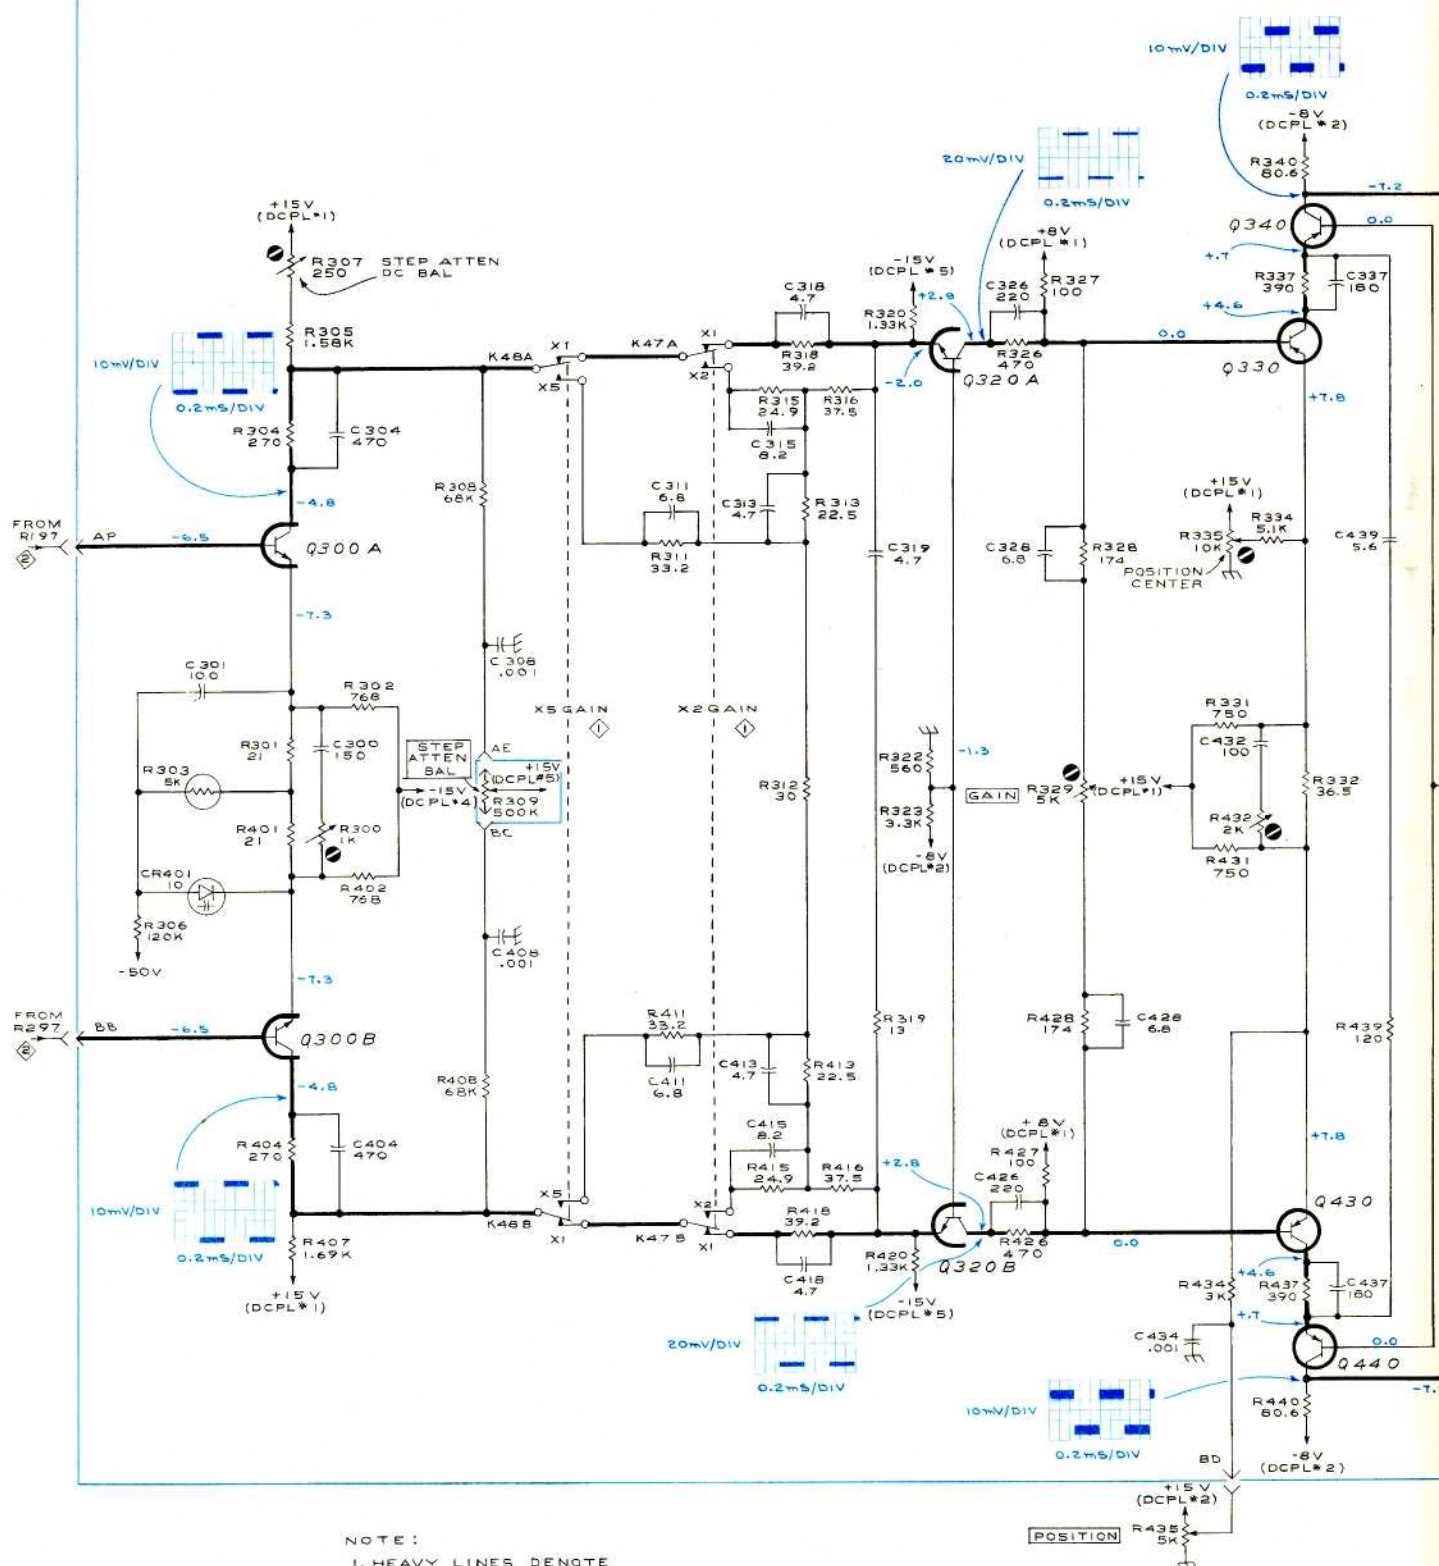 10mV/DIV
0.2mS/DIV
-8V
(DCPL#2)
R340
80.6
-7.2
20mV/DIV
0.2mS/DIV
Q340
0.0
+15V
(DCPL#1)
R307
250
STEP ATTEN
DC BAL
+8V
(DCPL#1)
+.7
R337
390
C337
180
-15V
(DCPL#5)
C318
4.7
+2.8
C326
220
R327
100
+4.6
R320
1.33K
R305
1.58K
10mV/DIV
0.2mS/DIV
K48A
X1
X5
K47A
X1
X2
R318
39.2
-2.0
Q320A
R326
470
0.0
Q330
+7.8
R315
24.9
R316
37.5
C315
8.2
R304
270
C304
470
-4.8
R308
68K
C311
6.8
R311
33.2
C313
4.7
R313
22.5
FROM
R197
2
AP
-6.5
Q300A
C319
4.7
C328
6.8
R328
174
+15V
(DCPL#1)
R334
5.1K
R335
10K
POSITION
CENTER
C439
5.6
-7.3
C308
.001
C301
100
R302
768
X5 GAIN
1
X2 GAIN
1
R331
750
C432
100
R301
21
C300
150
STEP
ATTEN
BAL
AE
+15V
(DCPL#5)
R309
500K
BC
-15V
(DCPL#4)
R303
5K
R322
560
-1.3
R323
3.3K
-8V
(DCPL#2)
GAIN
R329
5K
+15V
(DCPL#1)
R332
36.5
R312
30
R401
21
R300
1K
R432
2K
R431
750
CR401
10
R402
768
R306
120K
-50V
C408
.001
-7.3
FROM
R297
2
BB
-6.5
Q300B
R411
33.2
C411
6.8
C413
4.7
R413
22.5
R319
13
R428
174
C428
6.8
R439
120
-4.8
R408
68K
C415
8.2
R415
24.9
R416
37.5
+8V
(DCPL#1)
R427
100
+2.8
C426
220
+7.8
R404
270
C404
470
10mV/DIV
0.2mS/DIV
X5
X1
K48B
X2
X1
K47B
R418
39.2
C418
4.7
R420
1.33K
-15V
(DCPL#5)
Q320B
R426
470
0.0
Q430
+4.6
R437
390
C437
180
R407
1.69K
+15V
(DCPL#1)
R434
3K
C434
.001
+.7
0.0
Q440
-7.
20mV/DIV
0.2mS/DIV
10mV/DIV
0.2mS/DIV
R440
80.6
-8V
(DCPL#2)
BD
+15V
(DCPL#2)
POSITION
R435
5K
NOTE:
1. HEAVY LINES DENOTE